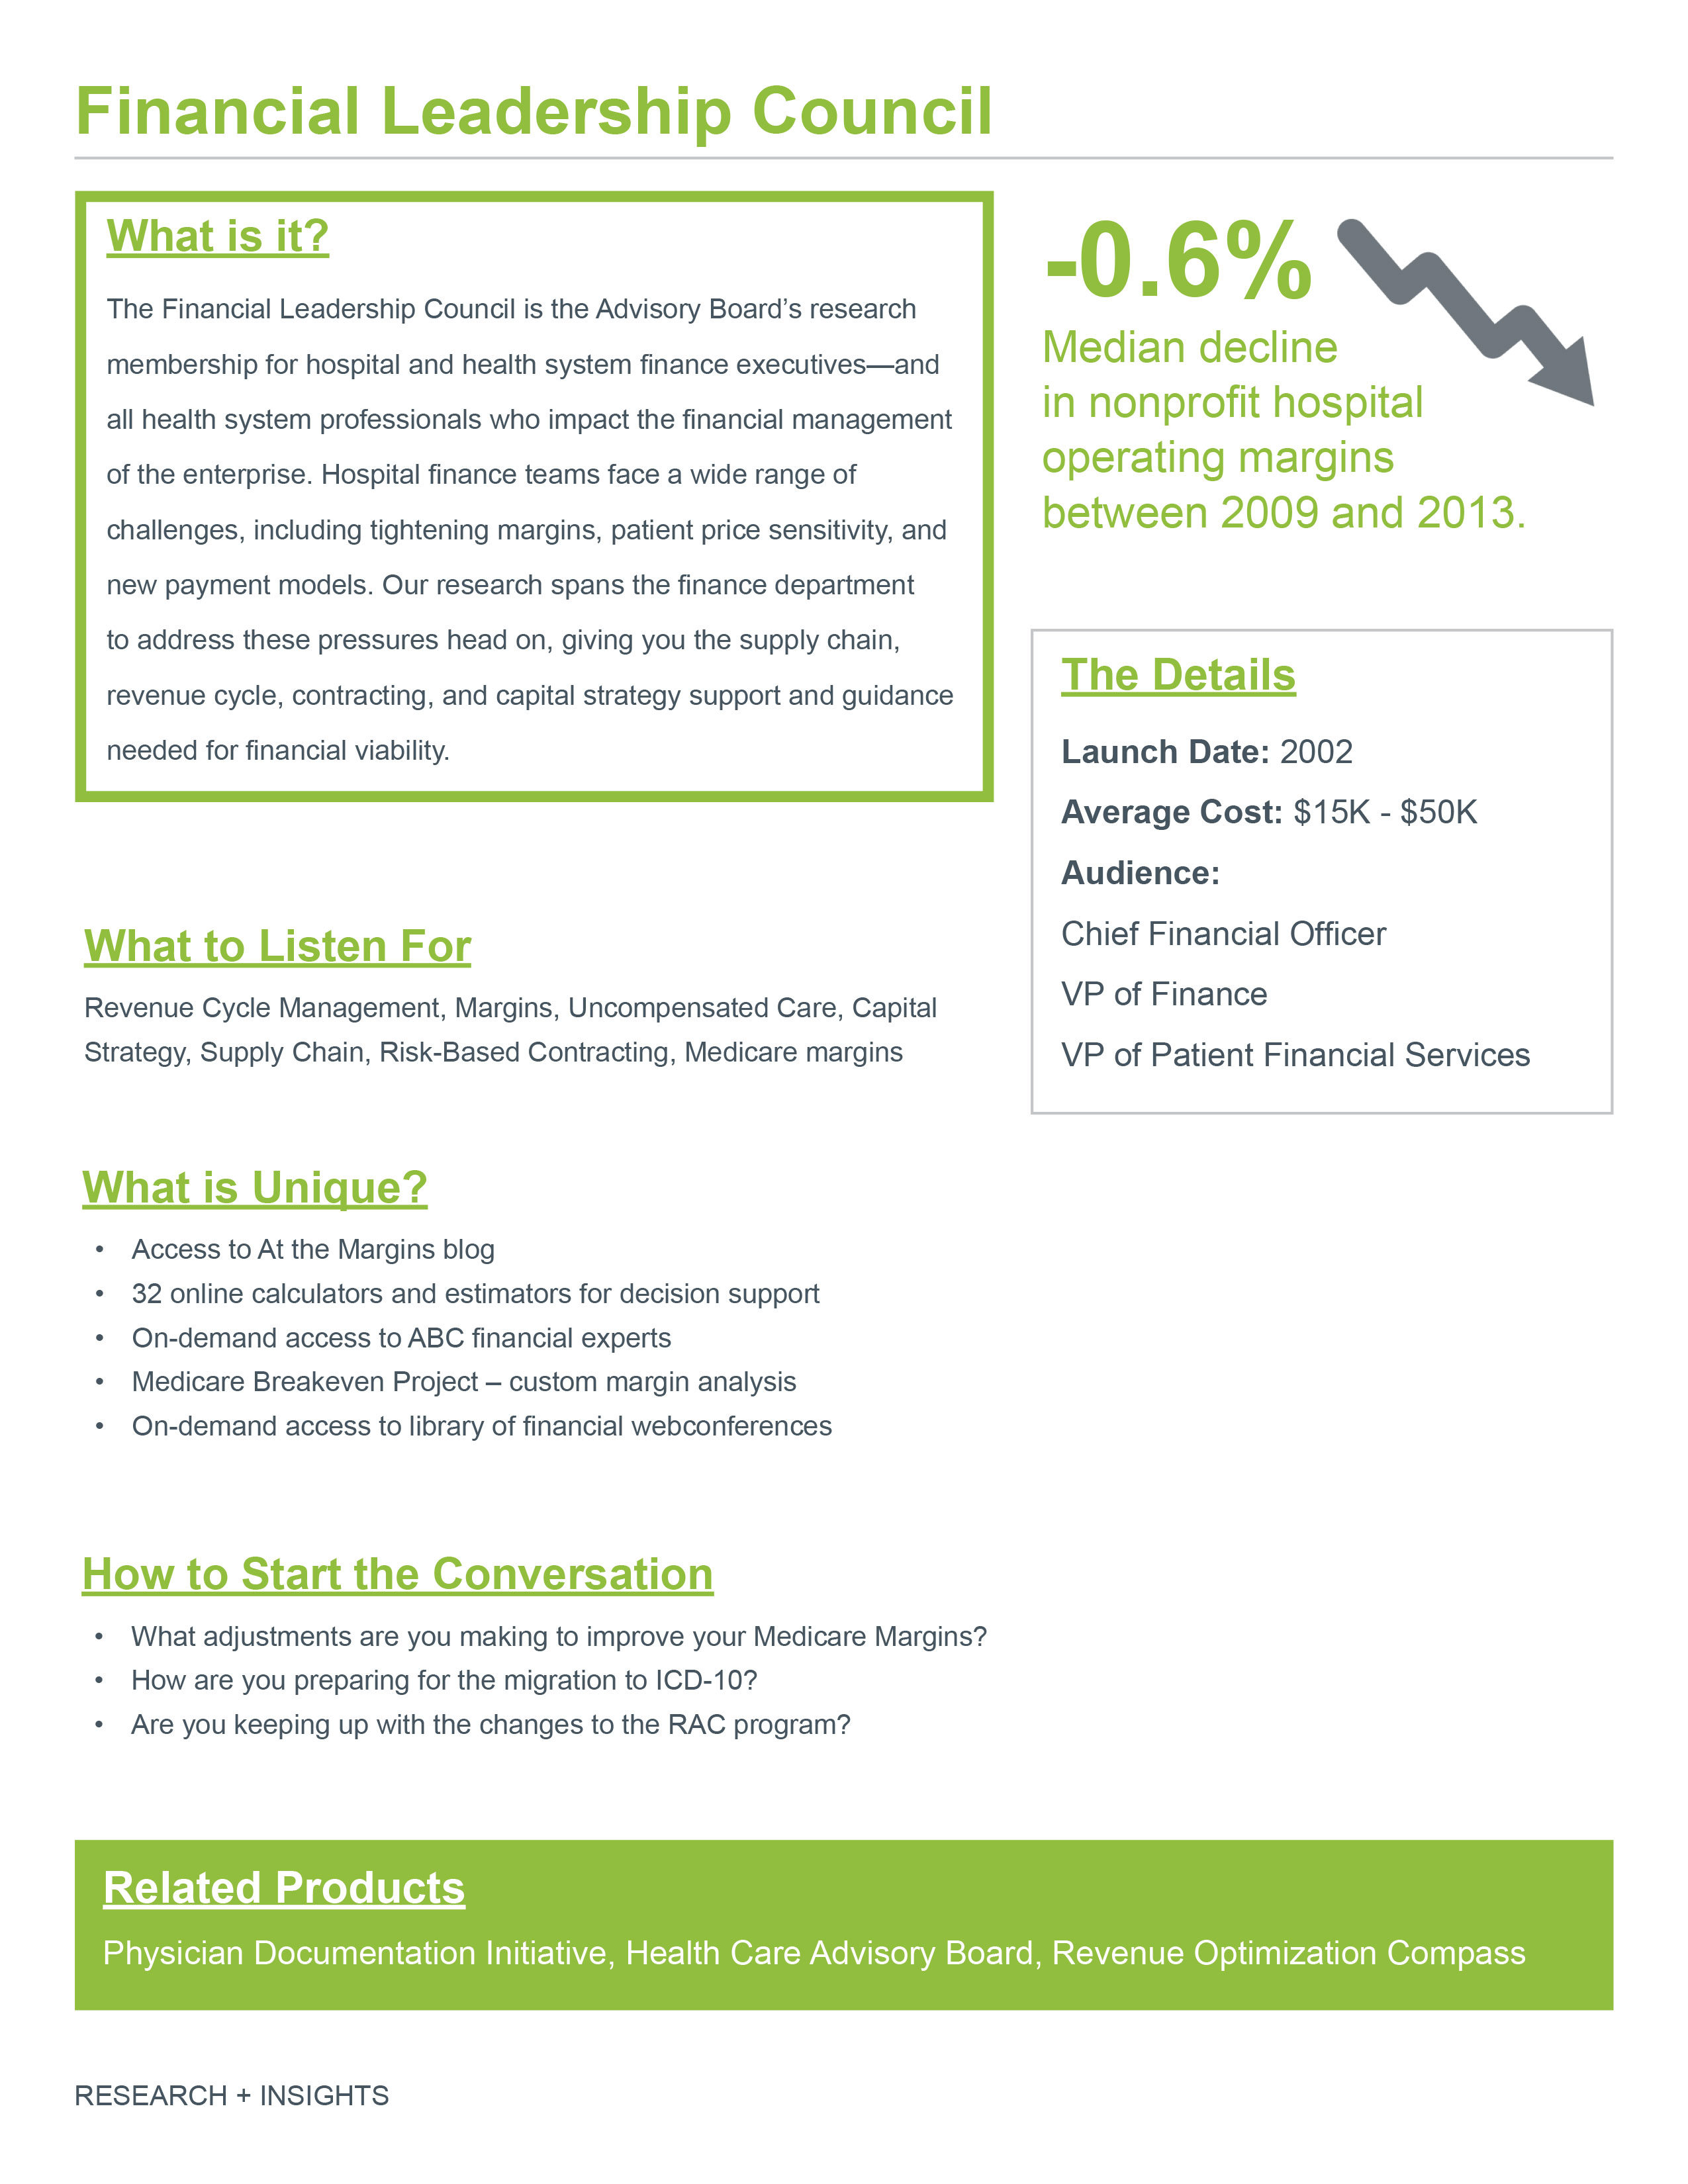 Financial Leadership Council
What is it?
The Financial Leadership Council is the Advisory Board’s research
membership for hospital and health system finance executives—and
all health system professionals who impact the financial management
of the enterprise. Hospital finance teams face a wide range of
challenges, including tightening margins, patient price sensitivity, and
new payment models. Our research spans the finance department
to address these pressures head on, giving you the supply chain,
revenue cycle, contracting, and capital strategy support and guidance
needed for financial viability.
-0.6%
Median decline
in nonprofit hospital
operating margins
between 2009 and 2013.
The Details
Launch Date: 2002
Average Cost: $15K - $50K
Audience:
Chief Financial Officer
VP of Finance
VP of Patient Financial Services
What to Listen For
Revenue Cycle Management, Margins, Uncompensated Care, Capital
Strategy, Supply Chain, Risk-Based Contracting, Medicare margins
What is Unique?
• Access to At the Margins blog
• 32 online calculators and estimators for decision support
• On-demand access to ABC financial experts
• Medicare Breakeven Project – custom margin analysis
• On-demand access to library of financial webconferences
How to Start the Conversation
• What adjustments are you making to improve your Medicare Margins?
• How are you preparing for the migration to ICD-10?
• Are you keeping up with the changes to the RAC program?
Related Products
Physician Documentation Initiative, Health Care Advisory Board, Revenue Optimization Compass
RESEARCH + INSIGHTS